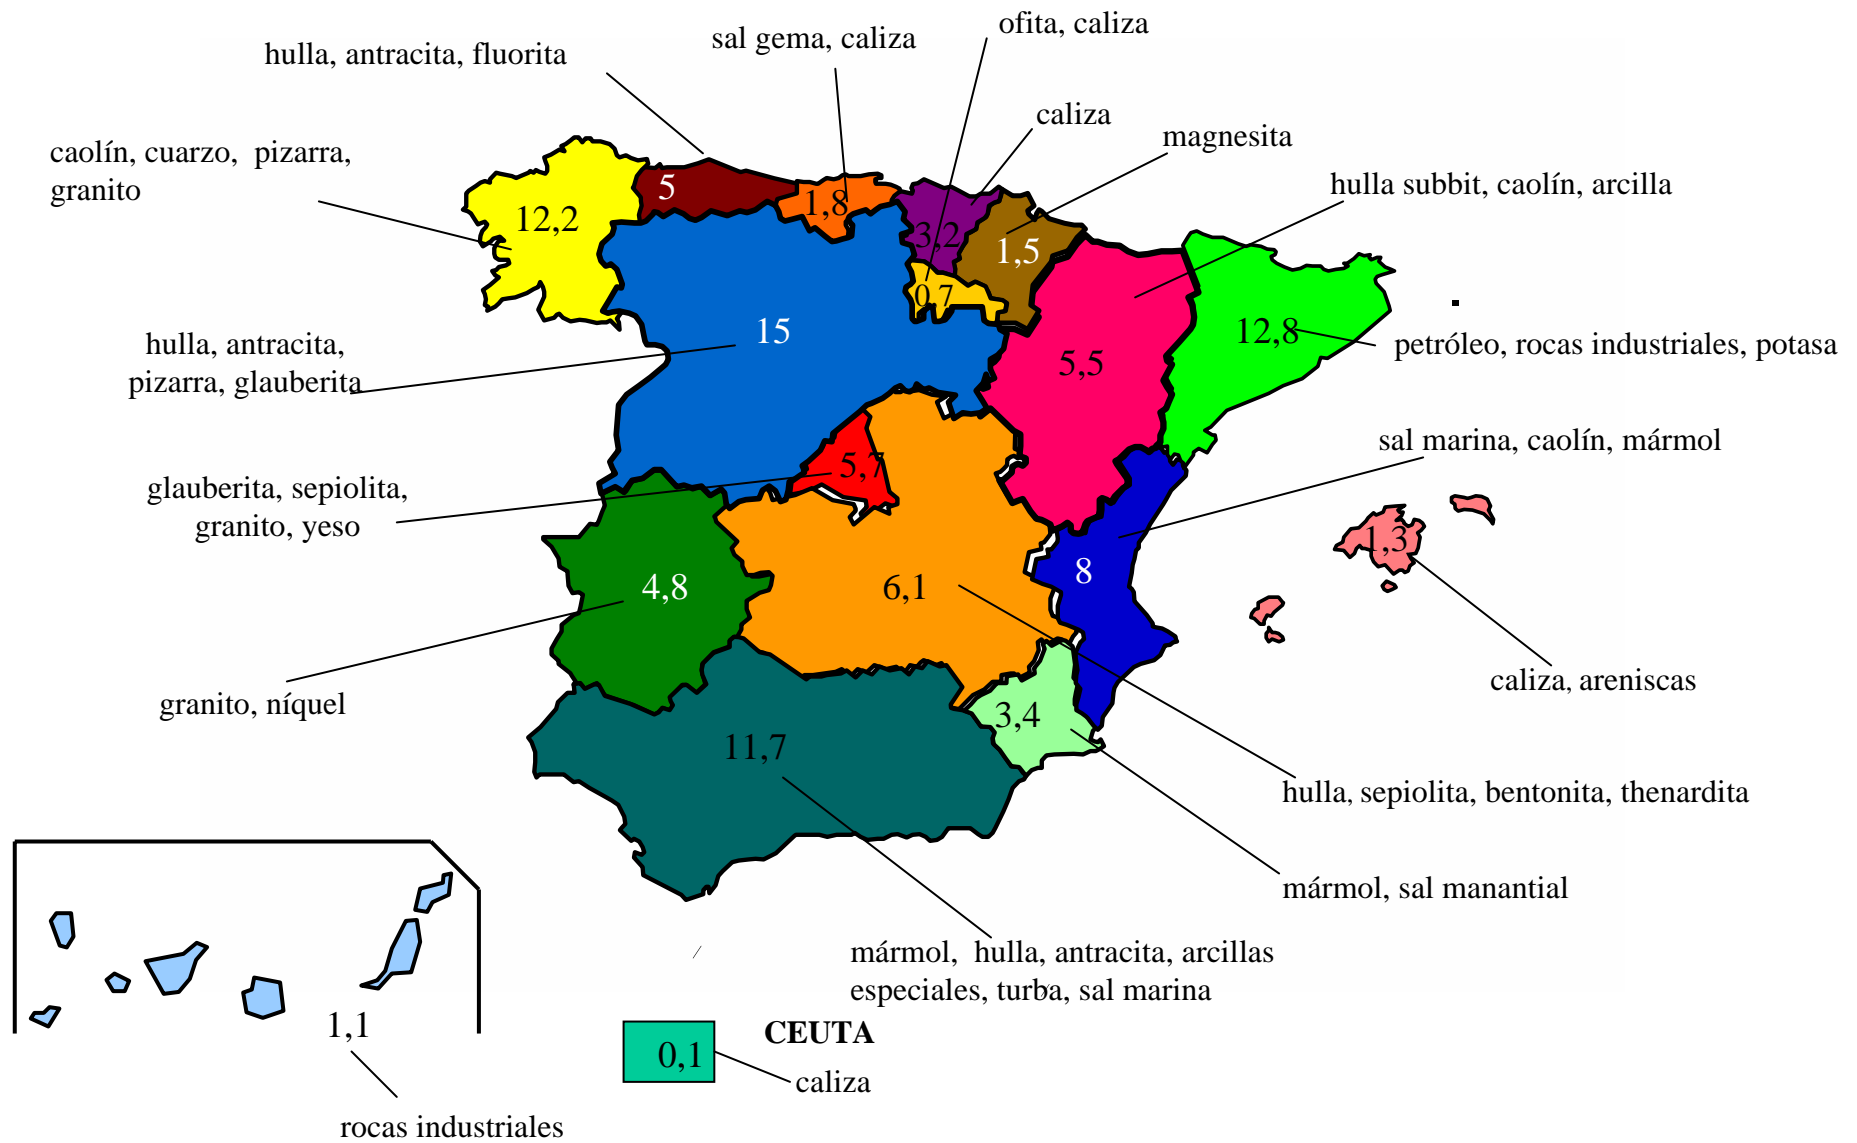 ofita, caliza
sal gema, caliza
hulla, antracita, fluorita
caliza
magnesita
caolín, cuarzo, pizarra,
granito
hulla subbit, caolín, arcilla
5
1,8
12,2
3,2
1,5
0,7
15
12,8
5,5
petróleo, rocas industriales, potasa
hulla, antracita,
pizarra, glauberita
sal marina, caolín, mármol
5,7
glauberita, sepiolita,
granito, yeso
1,3
8
4,8
6,1
caliza, areniscas
granito, níquel
3,4
11,7
hulla, sepiolita, bentonita, thenardita
mármol, sal manantial
mármol, hulla, antracita, arcillas
especiales, turba, sal marina
1,1
CEUTA
0,1
caliza
rocas industriales